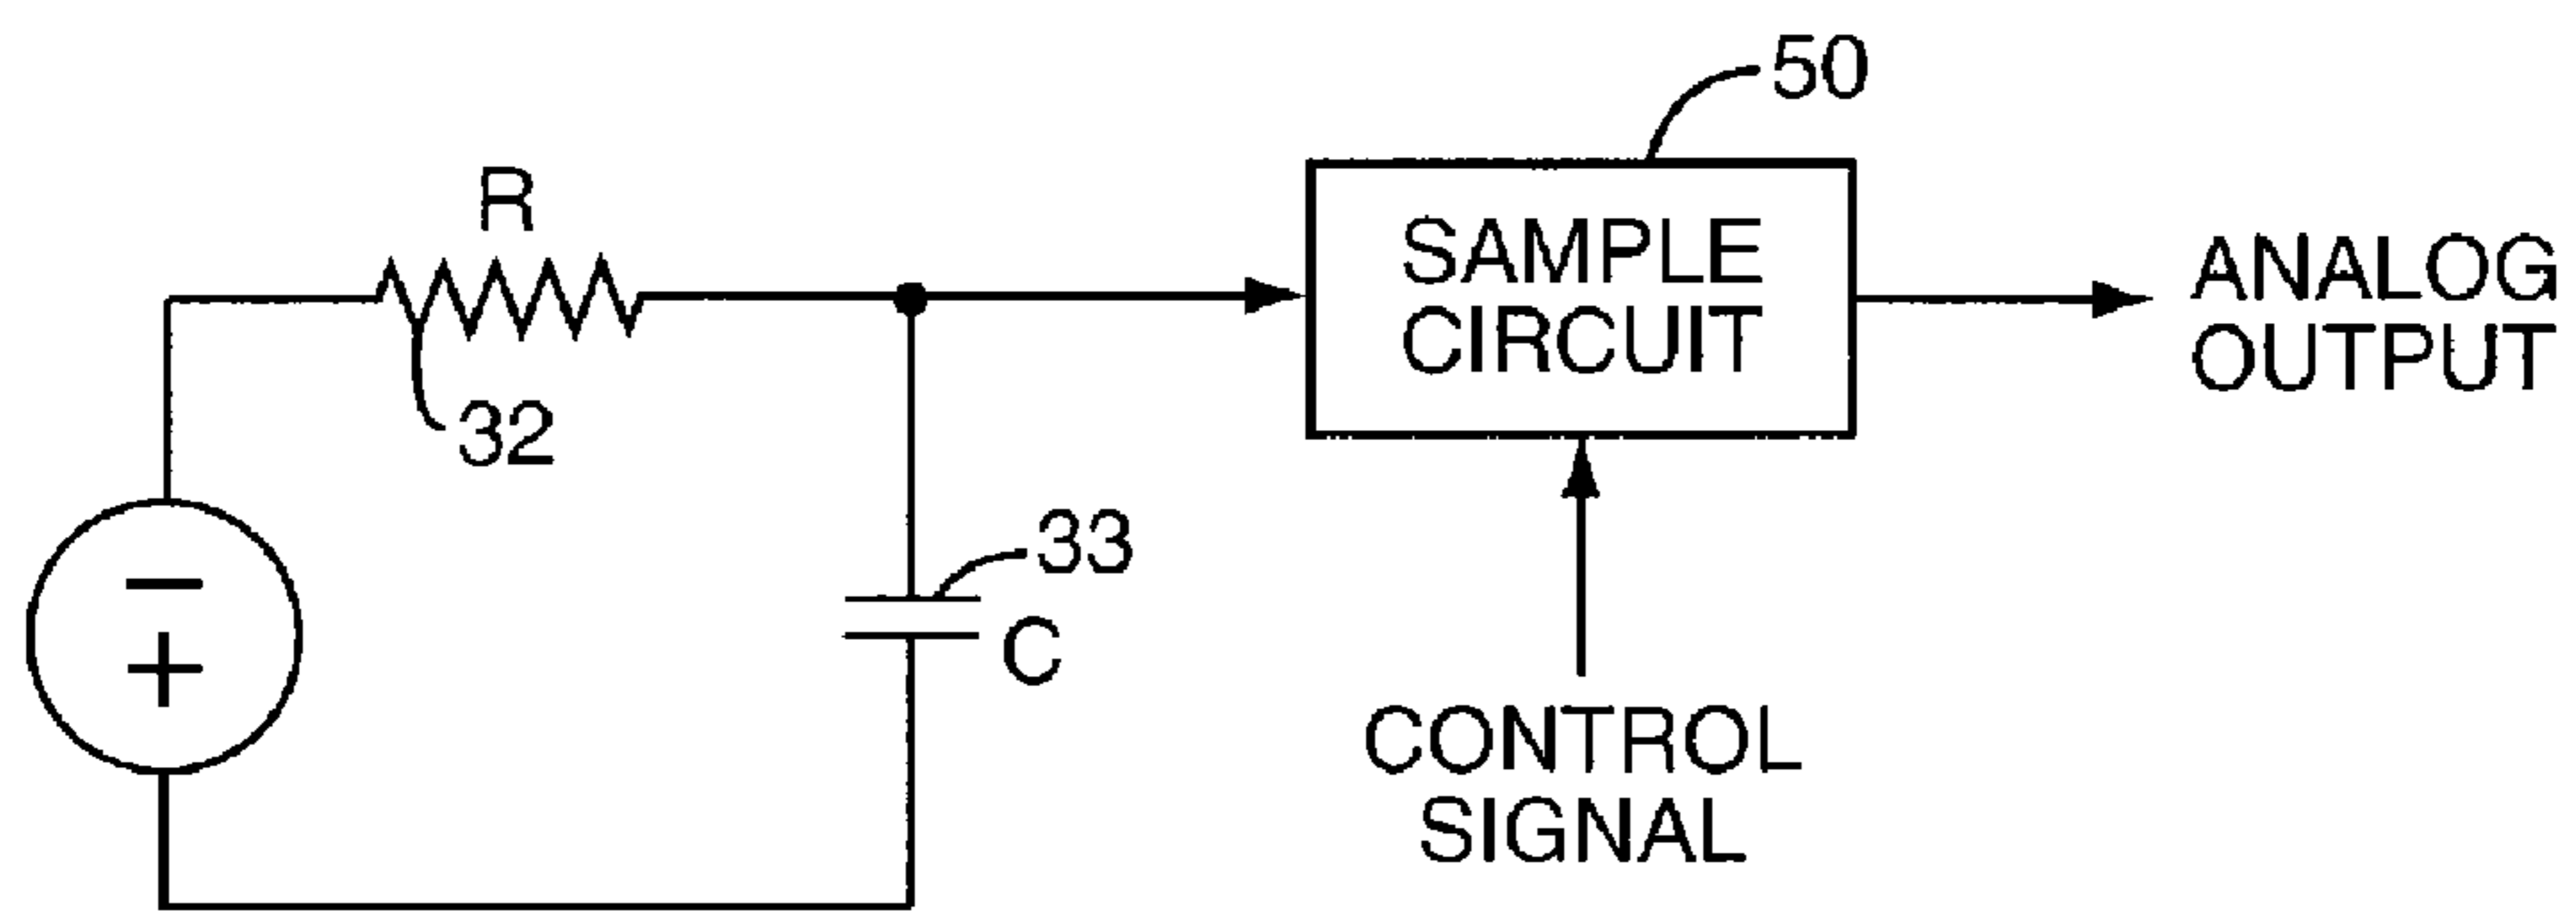 50
R
SAMPLE
CIRCUIT
ANALOG
OUTPUT
32
33
C
CONTROL
SIGNAL